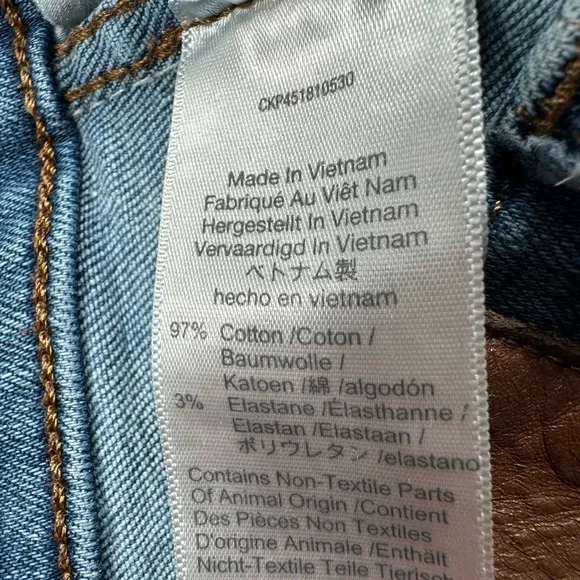 CKP451810530
Made In Vietnam
Fabriqué Au Viêt Nam
Hergestellt In Vietnam
Vervaardigd In Vietnam
ベトナム製
hecho en vietnam
97% Cotton /Coton /
Baumwolle /
Katoen /綿 /algodón
3% Elastane /Élasthanne /
Elastan /Elastaan /
ポリウレタン /elastano
Contains Non-Textile Parts
Of Animal Origin /Contient
Des Pièces Non Textiles
D'origine Animale /Enthält
Nicht-Textile Teile Tierisch